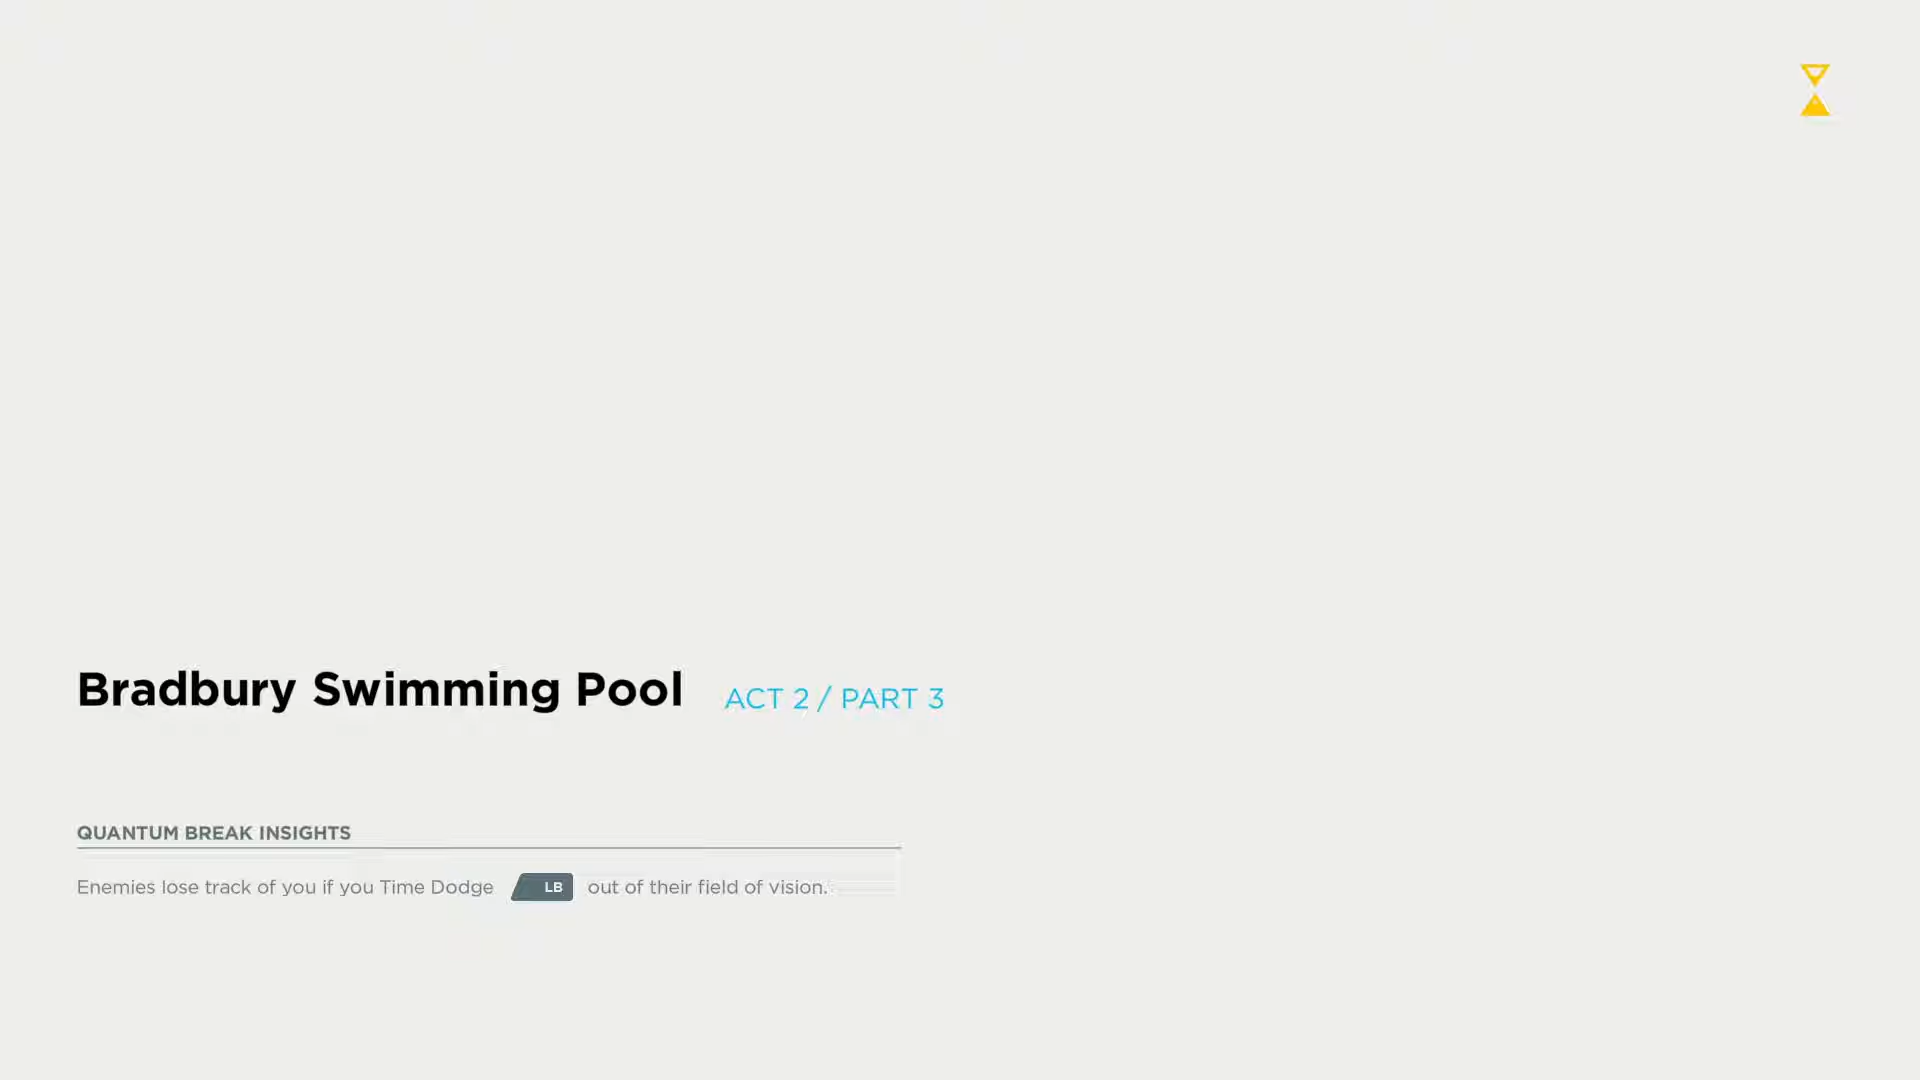 Bradbury Swimming Pool ACT 2 / PART 3
QUANTUM BREAK INSIGHTS
Enemies lose track of you if you Time Dodge LB out of their field of vision.